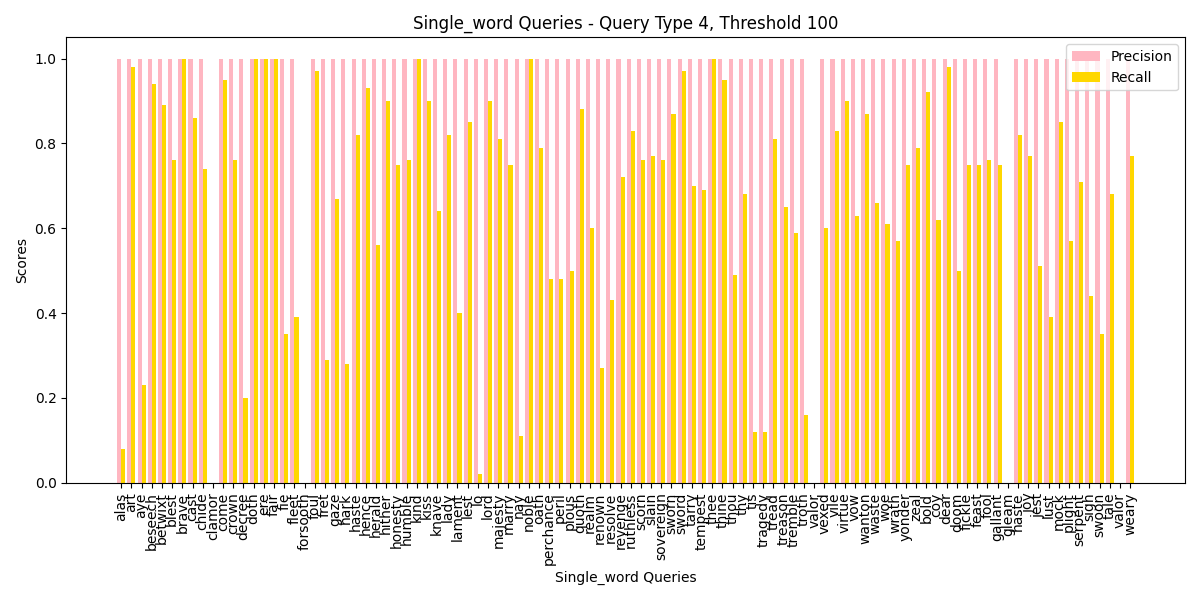 Single_word Queries - Query Type 4, Threshold 100
Precision
Recall
Scores
1.0
0.8
0.6
0.4
0.2
0.0
alas
art
aye
beseech
betwixt
blest
brave
cast
chide
clamor
come
crown
decree
doth
ere
fair
fie
fleet
forsooth
foul
fret
gaze
hark
haste
hence
herald
hither
honesty
humble
kind
kiss
knave
lady
lament
lest
lo
lord
majesty
marry
nay
noble
oath
perchance
peril
pious
quoth
realm
renown
resolve
revenge
ruthless
scorn
slain
sovereign
sworn
sword
tarry
tempest
thee
thine
thou
thy
tis
tragedy
tread
treason
tremble
troth
valor
vexed
vile
virtue
vow
wanton
waste
woe
wrath
yonder
zeal
bold
coy
dear
doom
fickle
feast
fool
gallant
gleam
haste
joy
jest
lust
mock
plight
serpent
sigh
swoon
tale
weary
Single_word Queries